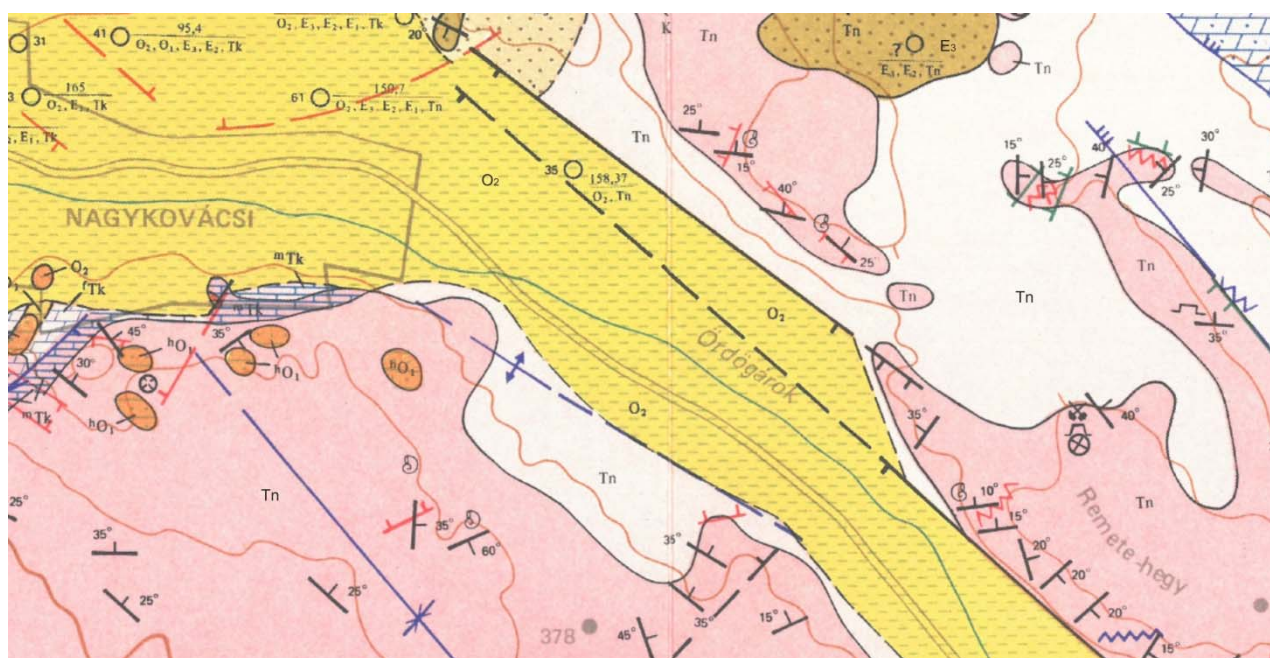 31
41
95,4
O₂, O₁, E₃, E₂, Tk
O₂, E₃, E₂, E₁, Tk
20°
K
Tn
Tn
?
E₃, E₂, Tn
E₃
Tn
3
165
O₂, E₃, Tk
61
150,7
O₂, E₃, E₂, E₁, Tn
, E₁, Tk
Tn
25°
15°
40°
25°
15°
25°
40°
25°
30°
35
158,37
O₂, Tn
O₂
NAGYKOVÁCSI
O₂
ᶠTk
ᵐTk
Tn
Tn
Tn
35°
O₂
Ördögárok
45°
30°
35°
ʰO₁
ʰO₁
ʰO₁
ʰO₁
ᵐTk
O₂
35°
40°
Tn
Tn
Tn
10°
15°
20°
20°
20°
15°
Remete-hegy
35°
60°
35°
25°
25°
25°
35°
35°
15°
45°
378